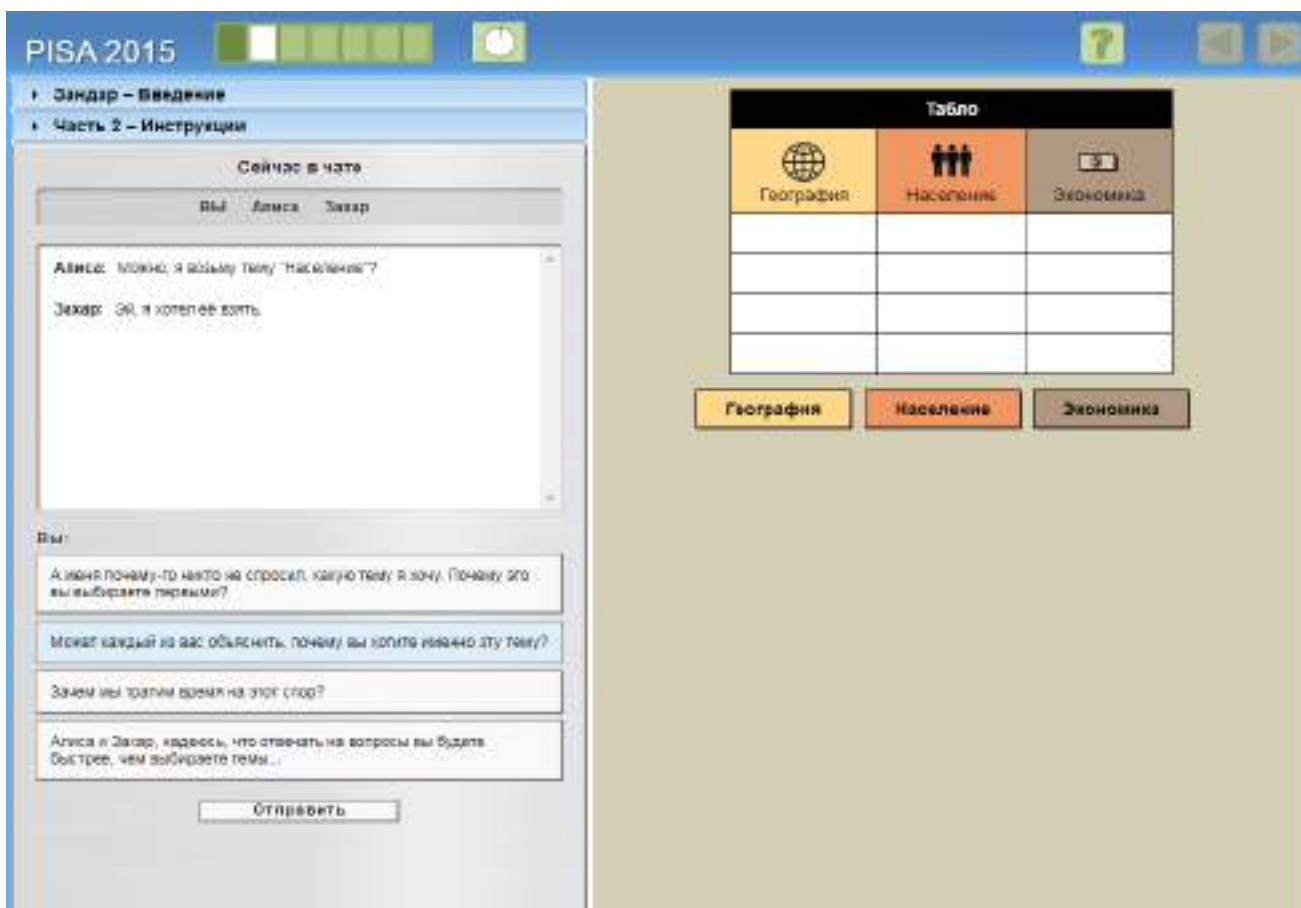 PISA 2015
?
Зандар – Введение
Часть 2 – Инструкции
Сейчас в чате
ВЫ Алиса Захар
Алиса: Можно, я возьму тему "Население"?
Захар: Эй, я хотел её взять.
Вы:
А меня почему-то никто не спросил, какую тему я хочу. Почему это
вы выбираете первыми?
Может каждый из вас объяснить, почему вы хотите именно эту тему?
Зачем мы тратим время на этот спор?
Алиса и Захар, надеюсь, что отвечать на вопросы вы будете
быстрее, чем выбираете темы...
Отправить
Табло
География Население Экономика
География Население Экономика